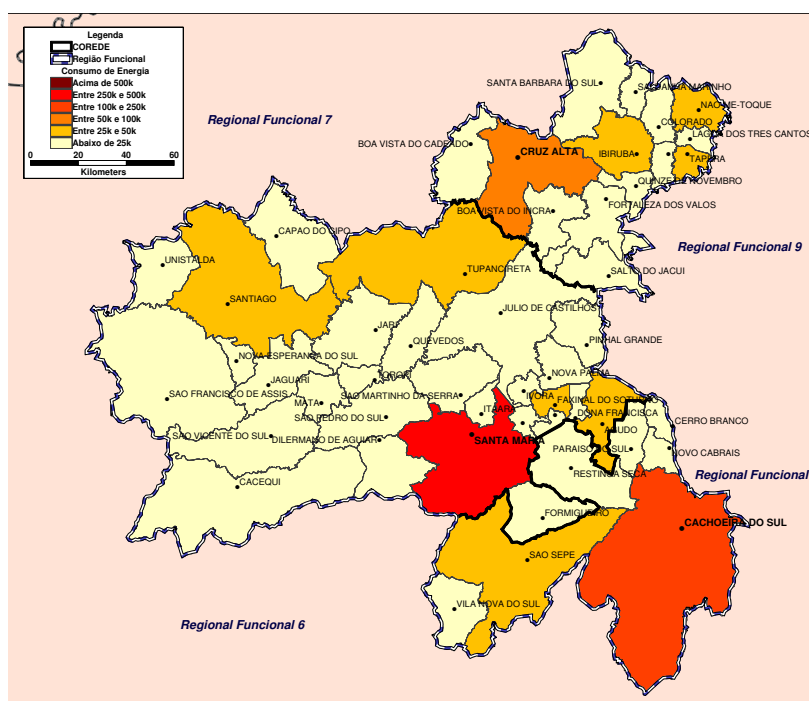 Legenda
COREDE
Região Funcional
Consumo de Energia
Acima de 500k
Entre 250k e 500k
Entre 100k e 250k
Entre 50k e 100k
Entre 25k e 50k
Abaixo de 25k
0 20 40 60
Kilometers
Regional Funcional 7
SANTA BARBARA DO SUL
SALDANHA MARINHO
NAO-ME-TOQUE
COLORADO
LAGOA DOS TRES CANTOS
BOA VISTA DO CADEADO
CRUZ ALTA
IBIRUBA
TAPERA
QUINZE DE NOVEMBRO
FORTALEZA DOS VALOS
BOA VISTA DO INCRA
Regional Funcional 9
CAPAO DO CIPO
UNISTALDA
TUPANCIRETA
SALTO DO JACUI
SANTIAGO
JULIO DE CASTILHOS
JARI
QUEVEDOS
PINHAL GRANDE
NOVA ESPERANCA DO SUL
NOVA PALMA
JAGUARI
TOROPI
SAO FRANCISCO DE ASSIS
MATA
SAO MARTINHO DA SERRA
IVORA
FAXINAL DO SOTURNO
ITAARA
DONA FRANCISCA
SAO PEDRO DO SUL
AGUDO
CERRO BRANCO
SAO VICENTE DO SUL
DILERMANO DE AGUIAR
SANTA MARIA
PARAISO DO SUL
NOVO CABRAIS
RESTINGA SECA
Regional Funcional
CACEQUI
FORMIGUEIRO
CACHOEIRA DO SUL
SAO SEPE
VILA NOVA DO SUL
Regional Funcional 6